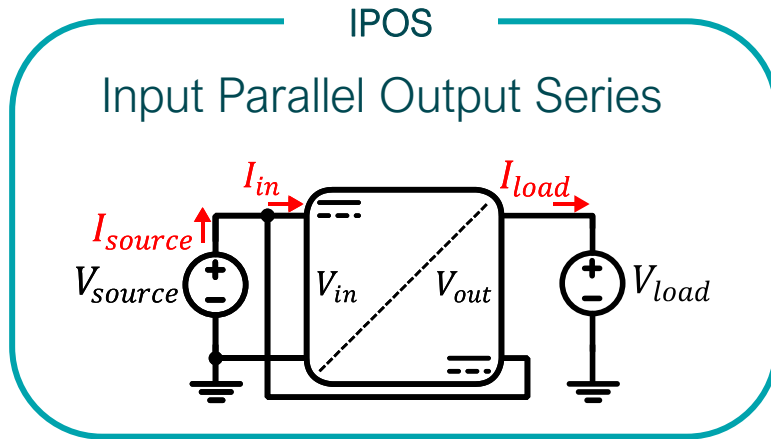 IPOS
Input Parallel Output Series
I_in
I_load
I_source
V_source
V_in
V_out
V_load